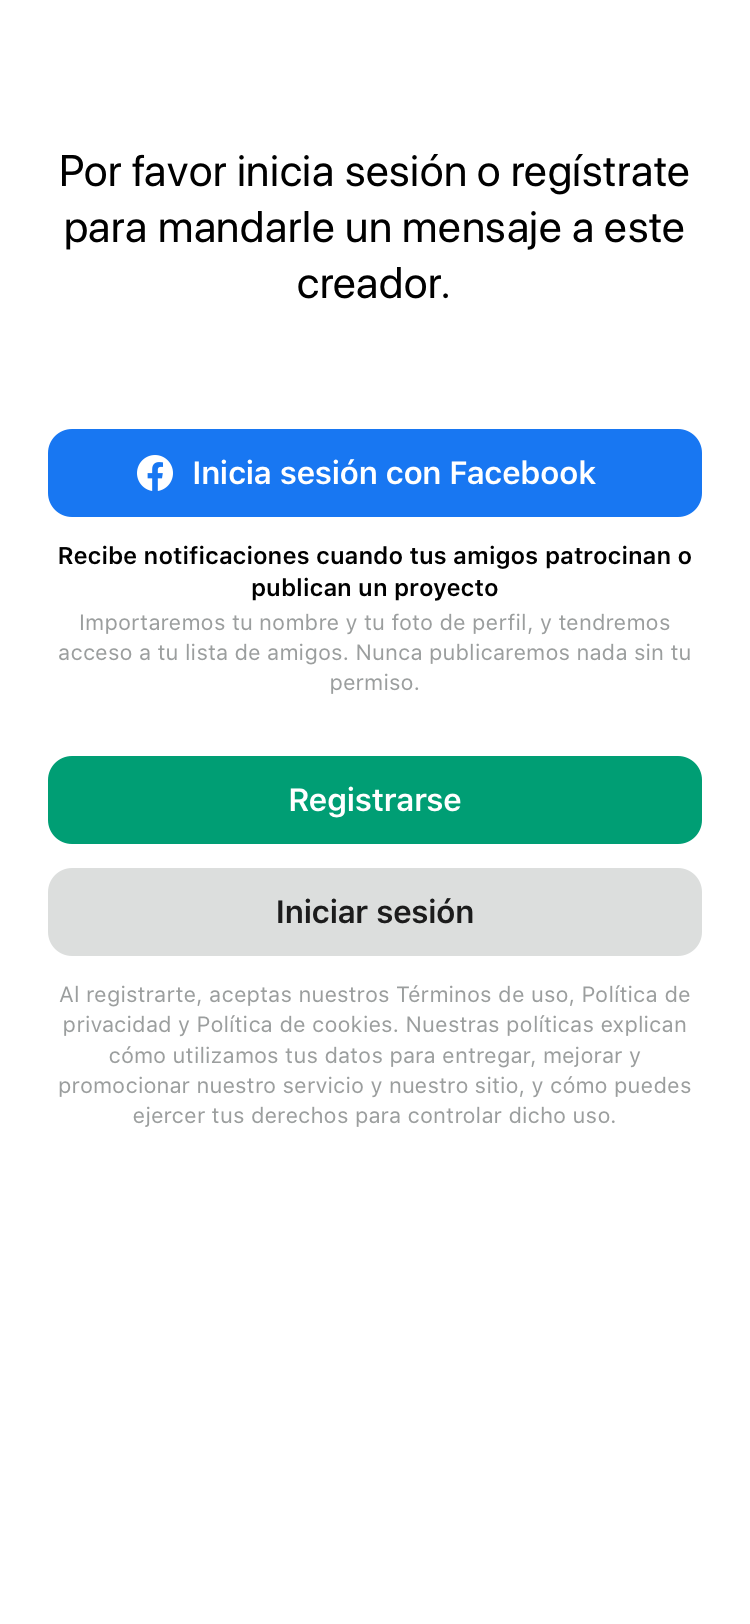 Por favor inicia sesión o regístrate
para mandarle un mensaje a este
creador.
Inicia sesión con Facebook
Recibe notificaciones cuando tus amigos patrocinan o
publican un proyecto
Importaremos tu nombre y tu foto de perfil, y tendremos
acceso a tu lista de amigos. Nunca publicaremos nada sin tu
permiso.
Registrarse
Iniciar sesión
Al registrarte, aceptas nuestros Términos de uso, Política de
privacidad y Política de cookies. Nuestras políticas explican
cómo utilizamos tus datos para entregar, mejorar y
promocionar nuestro servicio y nuestro sitio, y cómo puedes
ejercer tus derechos para controlar dicho uso.